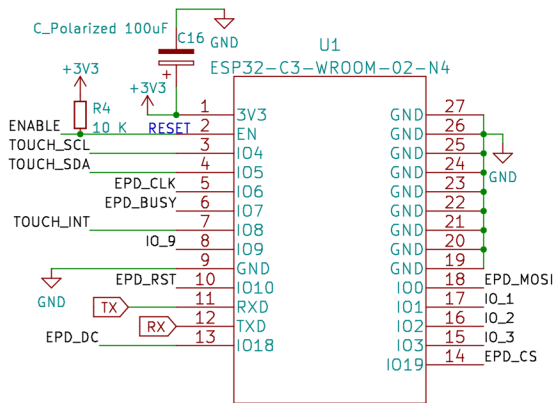 C_Polarized 100uF
C16
GND
U1
ESP32-C3-WROOM-02-N4
+3V3
+3V3
R4
10 K
RESET
ENABLE
TOUCH_SCL
TOUCH_SDA
EPD_CLK
EPD_BUSY
TOUCH_INT
IO_9
GND
EPD_RST
TX
RX
EPD_DC
1 3V3
2 EN
3 IO4
4 IO5
5 IO6
6 IO7
7 IO8
8 IO9
9 GND
10 IO10
11 RXD
12 TXD
13 IO18
GND 27
GND 26
GND 25
GND 24
GND 23
GND 22
GND 21
GND 20
GND 19
IO0 18 EPD_MOSI
IO1 17 IO_1
IO2 16 IO_2
IO3 15 IO_3
IO19 14 EPD_CS
GND